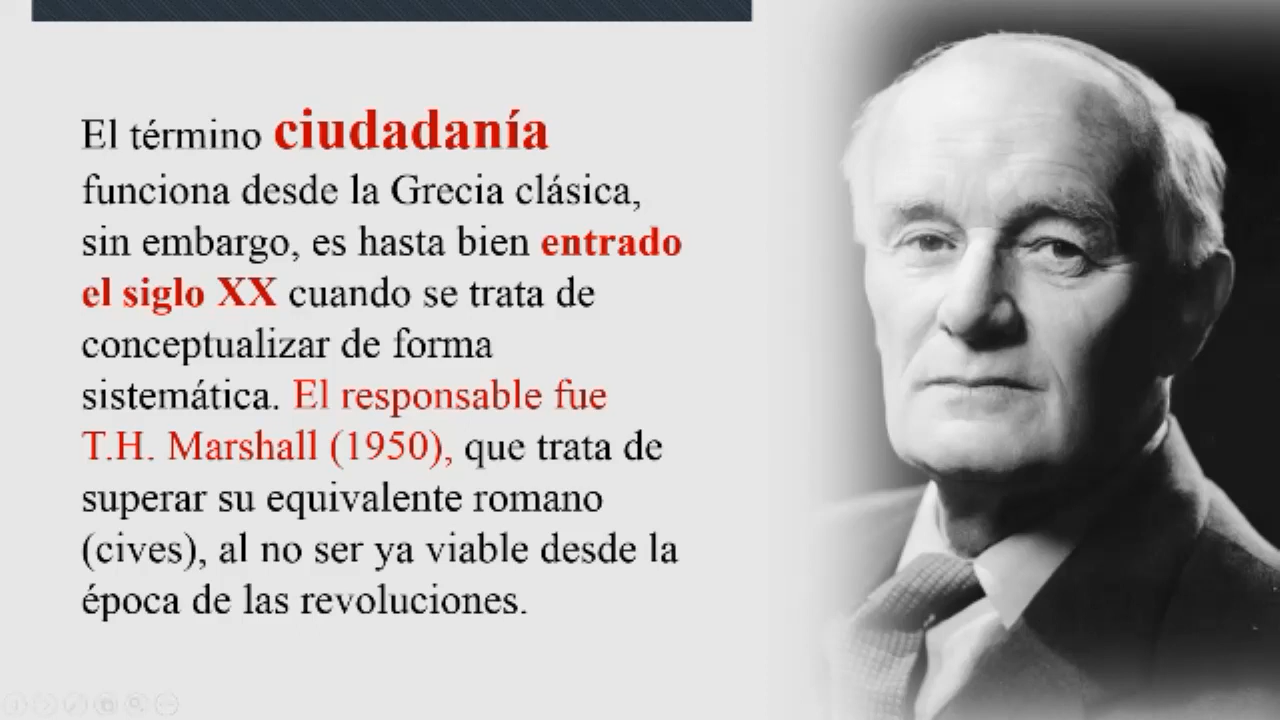 El término ciudadanía
funciona desde la Grecia clásica,
sin embargo, es hasta bien entrado
el siglo XX cuando se trata de
conceptualizar de forma
sistemática. El responsable fue
T.H. Marshall (1950), que trata de
superar su equivalente romano
(cives), al no ser ya viable desde la
época de las revoluciones.